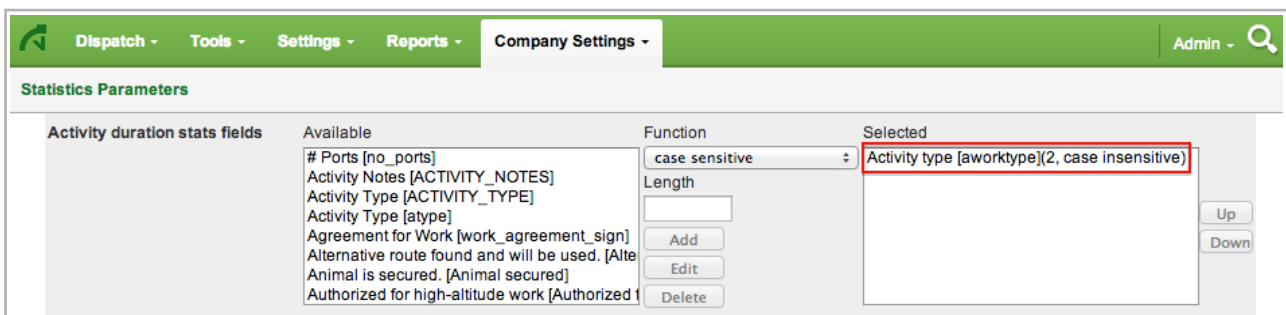 Dispatch Tools Settings Reports Company Settings Admin
Statistics Parameters
Activity duration stats fields
Available
# Ports [no_ports]
Activity Notes [ACTIVITY_NOTES]
Activity Type [ACTIVITY_TYPE]
Activity Type [atype]
Agreement for Work [work_agreement_sign]
Alternative route found and will be used. [Alte
Animal is secured. [Animal secured]
Authorized for high-altitude work [Authorized f
Function
case sensitive
Length
Add
Edit
Delete
Selected
Activity type [aworktype](2, case insensitive)
Up
Down